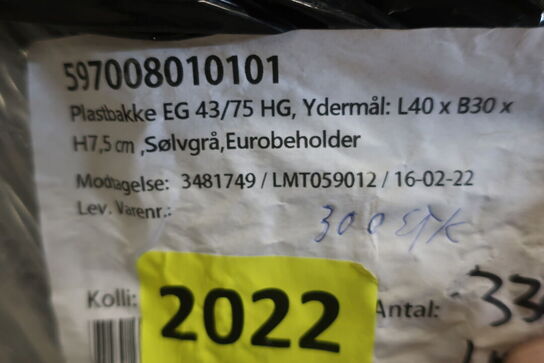 597008010101
Plastbakke EG 43/75 HG, Ydermål: L40 x B30 x
H7,5 cm ,Sølvgrå,Eurobeholder
Modtagelse: 3481749 / LMT059012 / 16-02-22
Lev. Varenr.:
300 STK
Kolli: 2022 Antal: 33